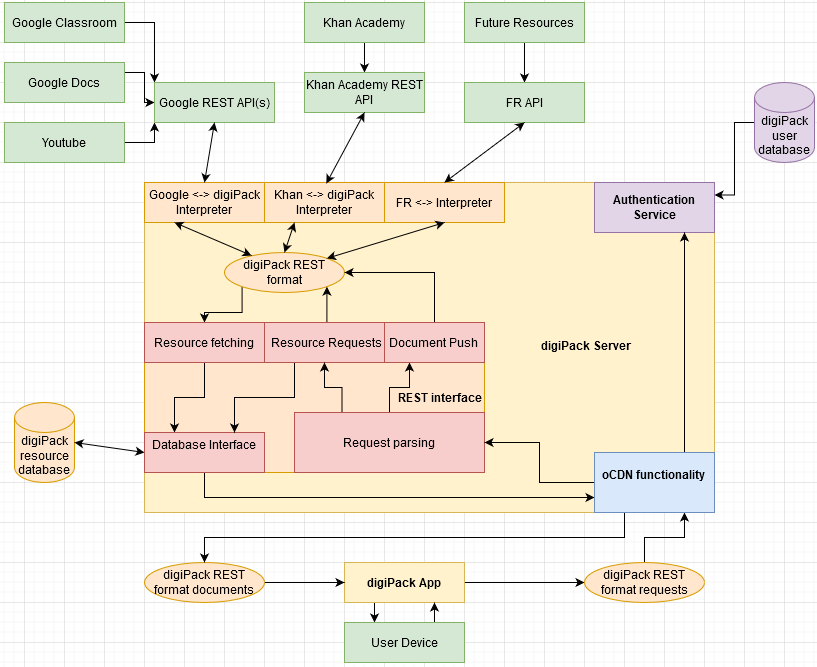 Google Classroom
Khan Academy
Future Resources
Google Docs
Khan Academy REST
API
Google REST API(s)
FR API
digiPack
user
database
Youtube
Google <-> digiPack
Interpreter
Khan <-> digiPack
Interpreter
FR <-> Interpreter
Authentication
Service
digiPack REST
format
Resource fetching
Resource Requests
Document Push
digiPack Server
REST interface
digiPack
resource
database
Database Interface
Request parsing
oCDN functionality
digiPack REST
format documents
digiPack App
digiPack REST
format requests
User Device